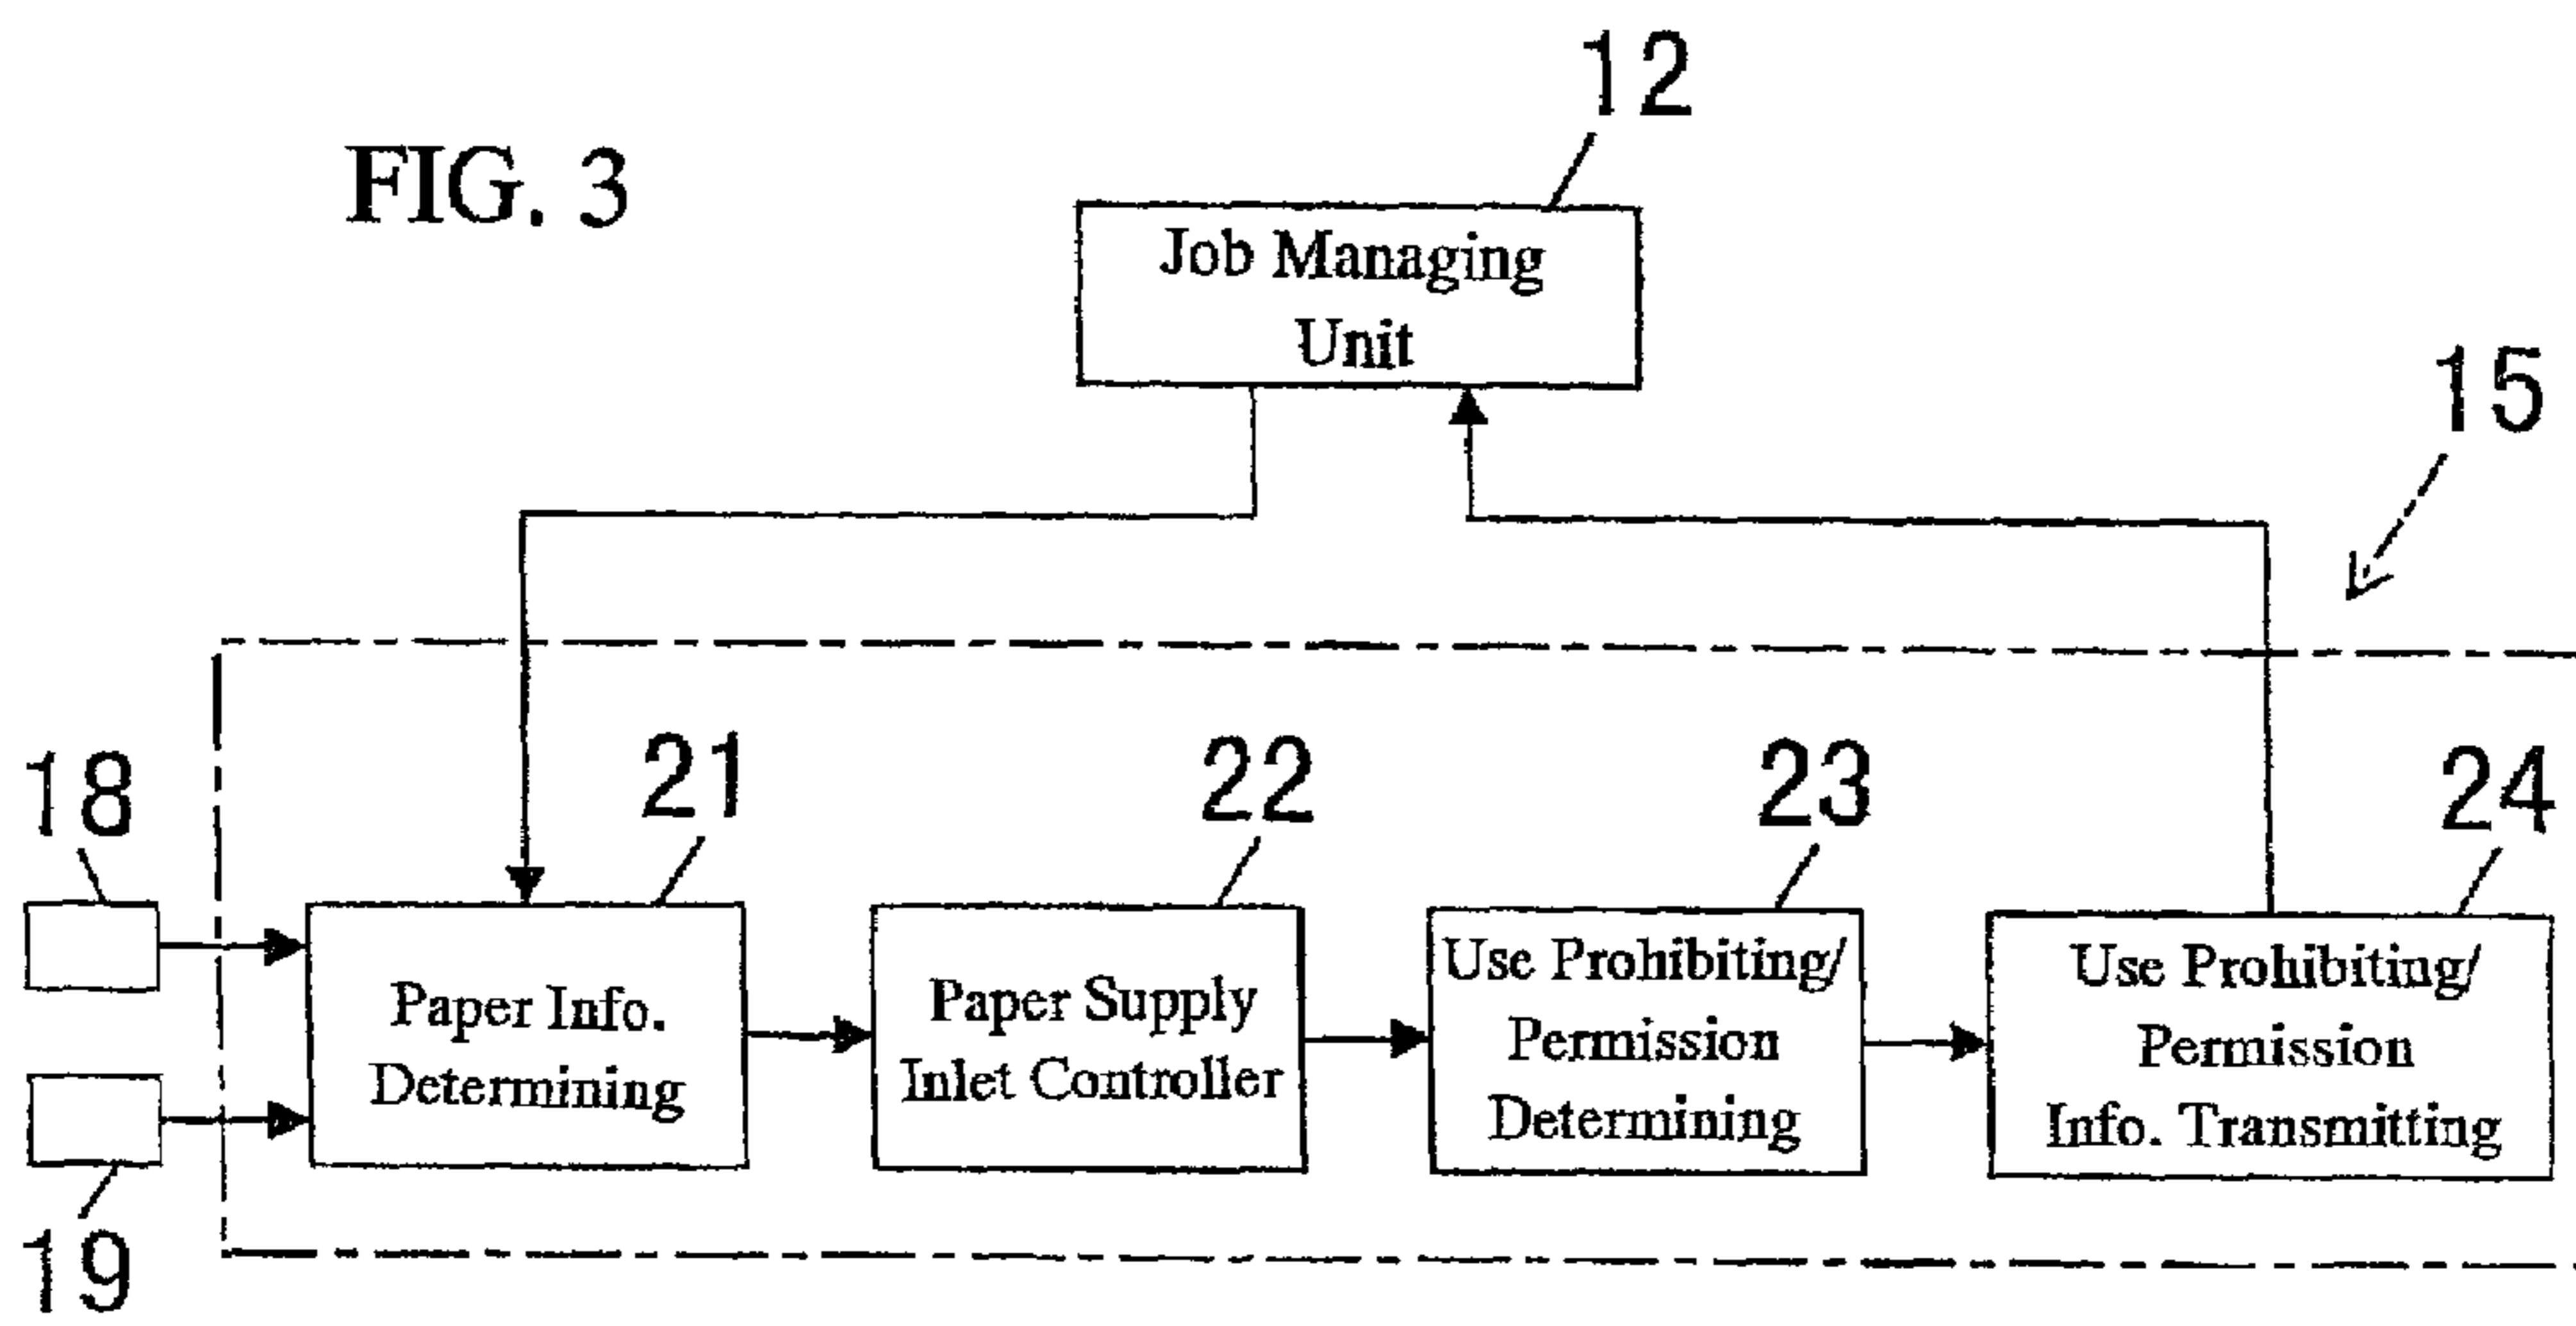 FIG. 3
12
Job Managing
Unit
15
18
21
22
23
24
Paper Info.
Determining
Paper Supply
Inlet Controller
Use Prohibiting/
Permission
Determining
Use Prohibiting/
Permission
Info. Transmitting
19